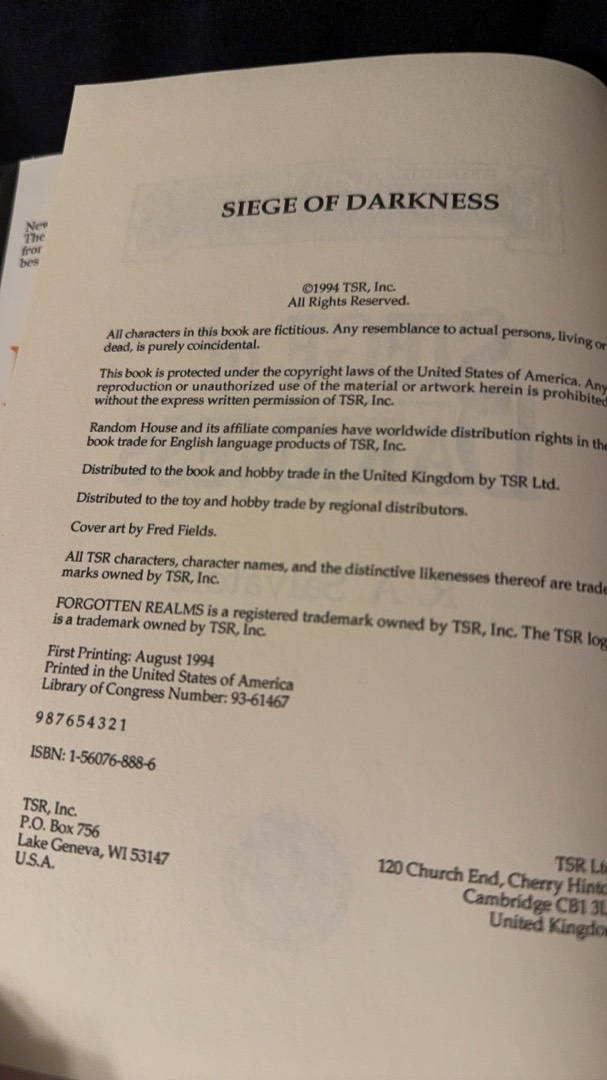 New
The
from
bes
SIEGE OF DARKNESS
©1994 TSR, Inc.
All Rights Reserved.
All characters in this book are fictitious. Any resemblance to actual persons, living or
dead, is purely coincidental.
This book is protected under the copyright laws of the United States of America. Any
reproduction or unauthorized use of the material or artwork herein is prohibited
without the express written permission of TSR, Inc.
Random House and its affiliate companies have worldwide distribution rights in the
book trade for English language products of TSR, Inc.
Distributed to the book and hobby trade in the United Kingdom by TSR Ltd.
Distributed to the toy and hobby trade by regional distributors.
Cover art by Fred Fields.
All TSR characters, character names, and the distinctive likenesses thereof are trade
marks owned by TSR, Inc.
FORGOTTEN REALMS is a registered trademark owned by TSR, Inc. The TSR log
is a trademark owned by TSR, Inc.
First Printing: August 1994
Printed in the United States of America
Library of Congress Number: 93-61467
9 8 7 6 5 4 3 2 1
ISBN: 1-56076-888-6
TSR, Inc.
P.O. Box 756
Lake Geneva, WI 53147
U.S.A.
TSR Lt
120 Church End, Cherry Hinto
Cambridge CB1 3L
United Kingdo